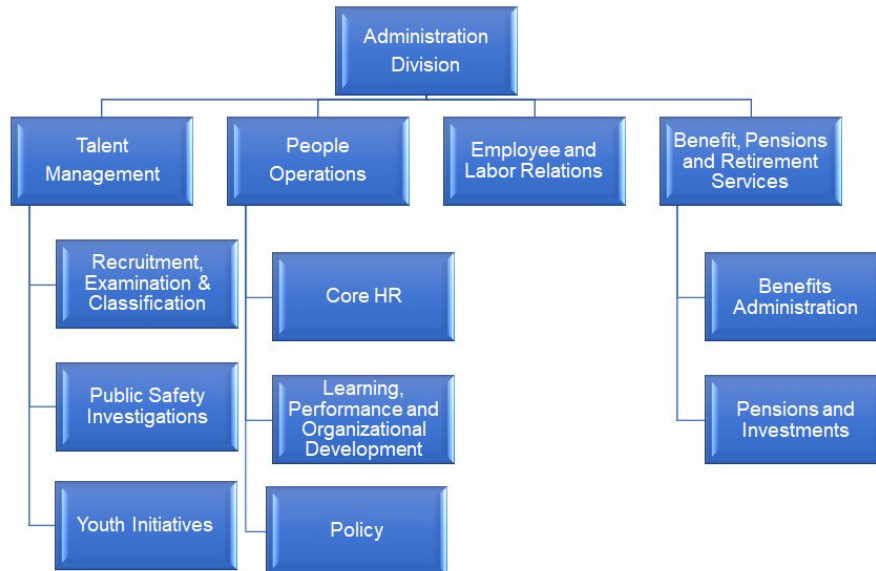 Administration
Division
Talent
Management
People
Operations
Employee and
Labor Relations
Benefit, Pensions
and Retirement
Services
Recruitment,
Examination &
Classification
Public Safety
Investigations
Youth Initiatives
Core HR
Learning,
Performance and
Organizational
Development
Policy
Benefits
Administration
Pensions and
Investments